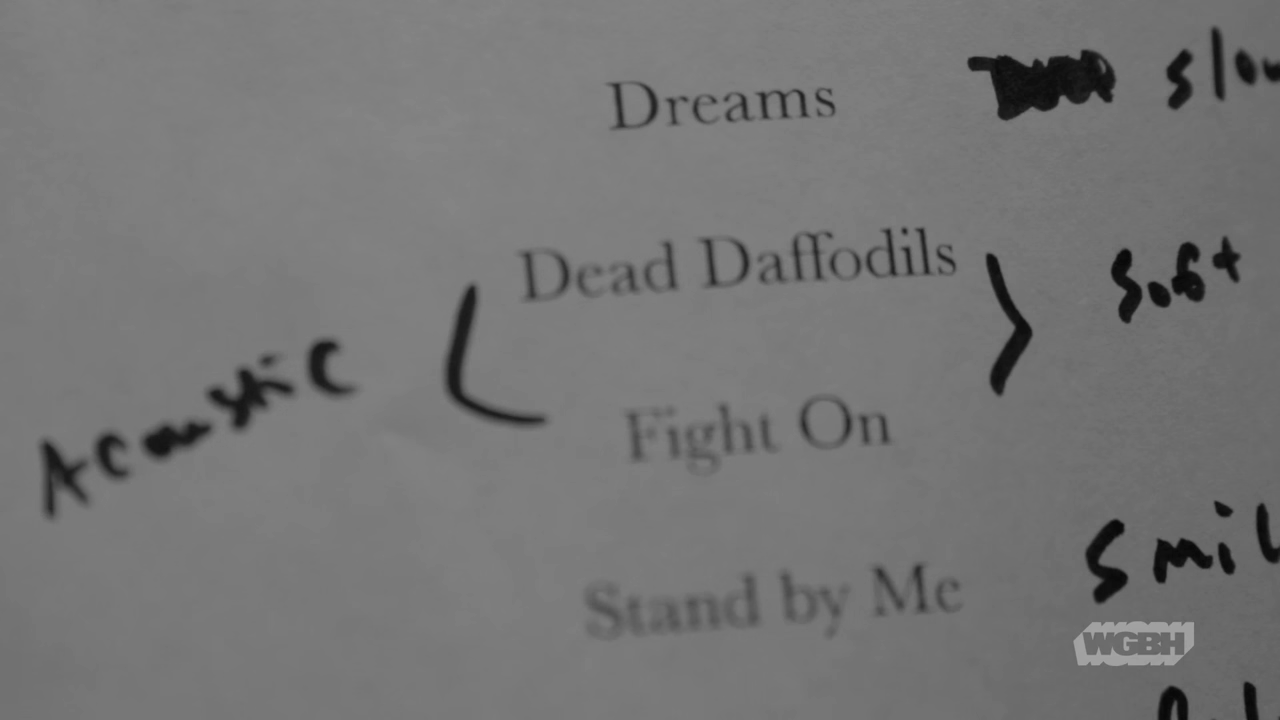 Dreams
Dead Daffodils
Soft
Acoustic
Fight On
Stand by Me
WGBH